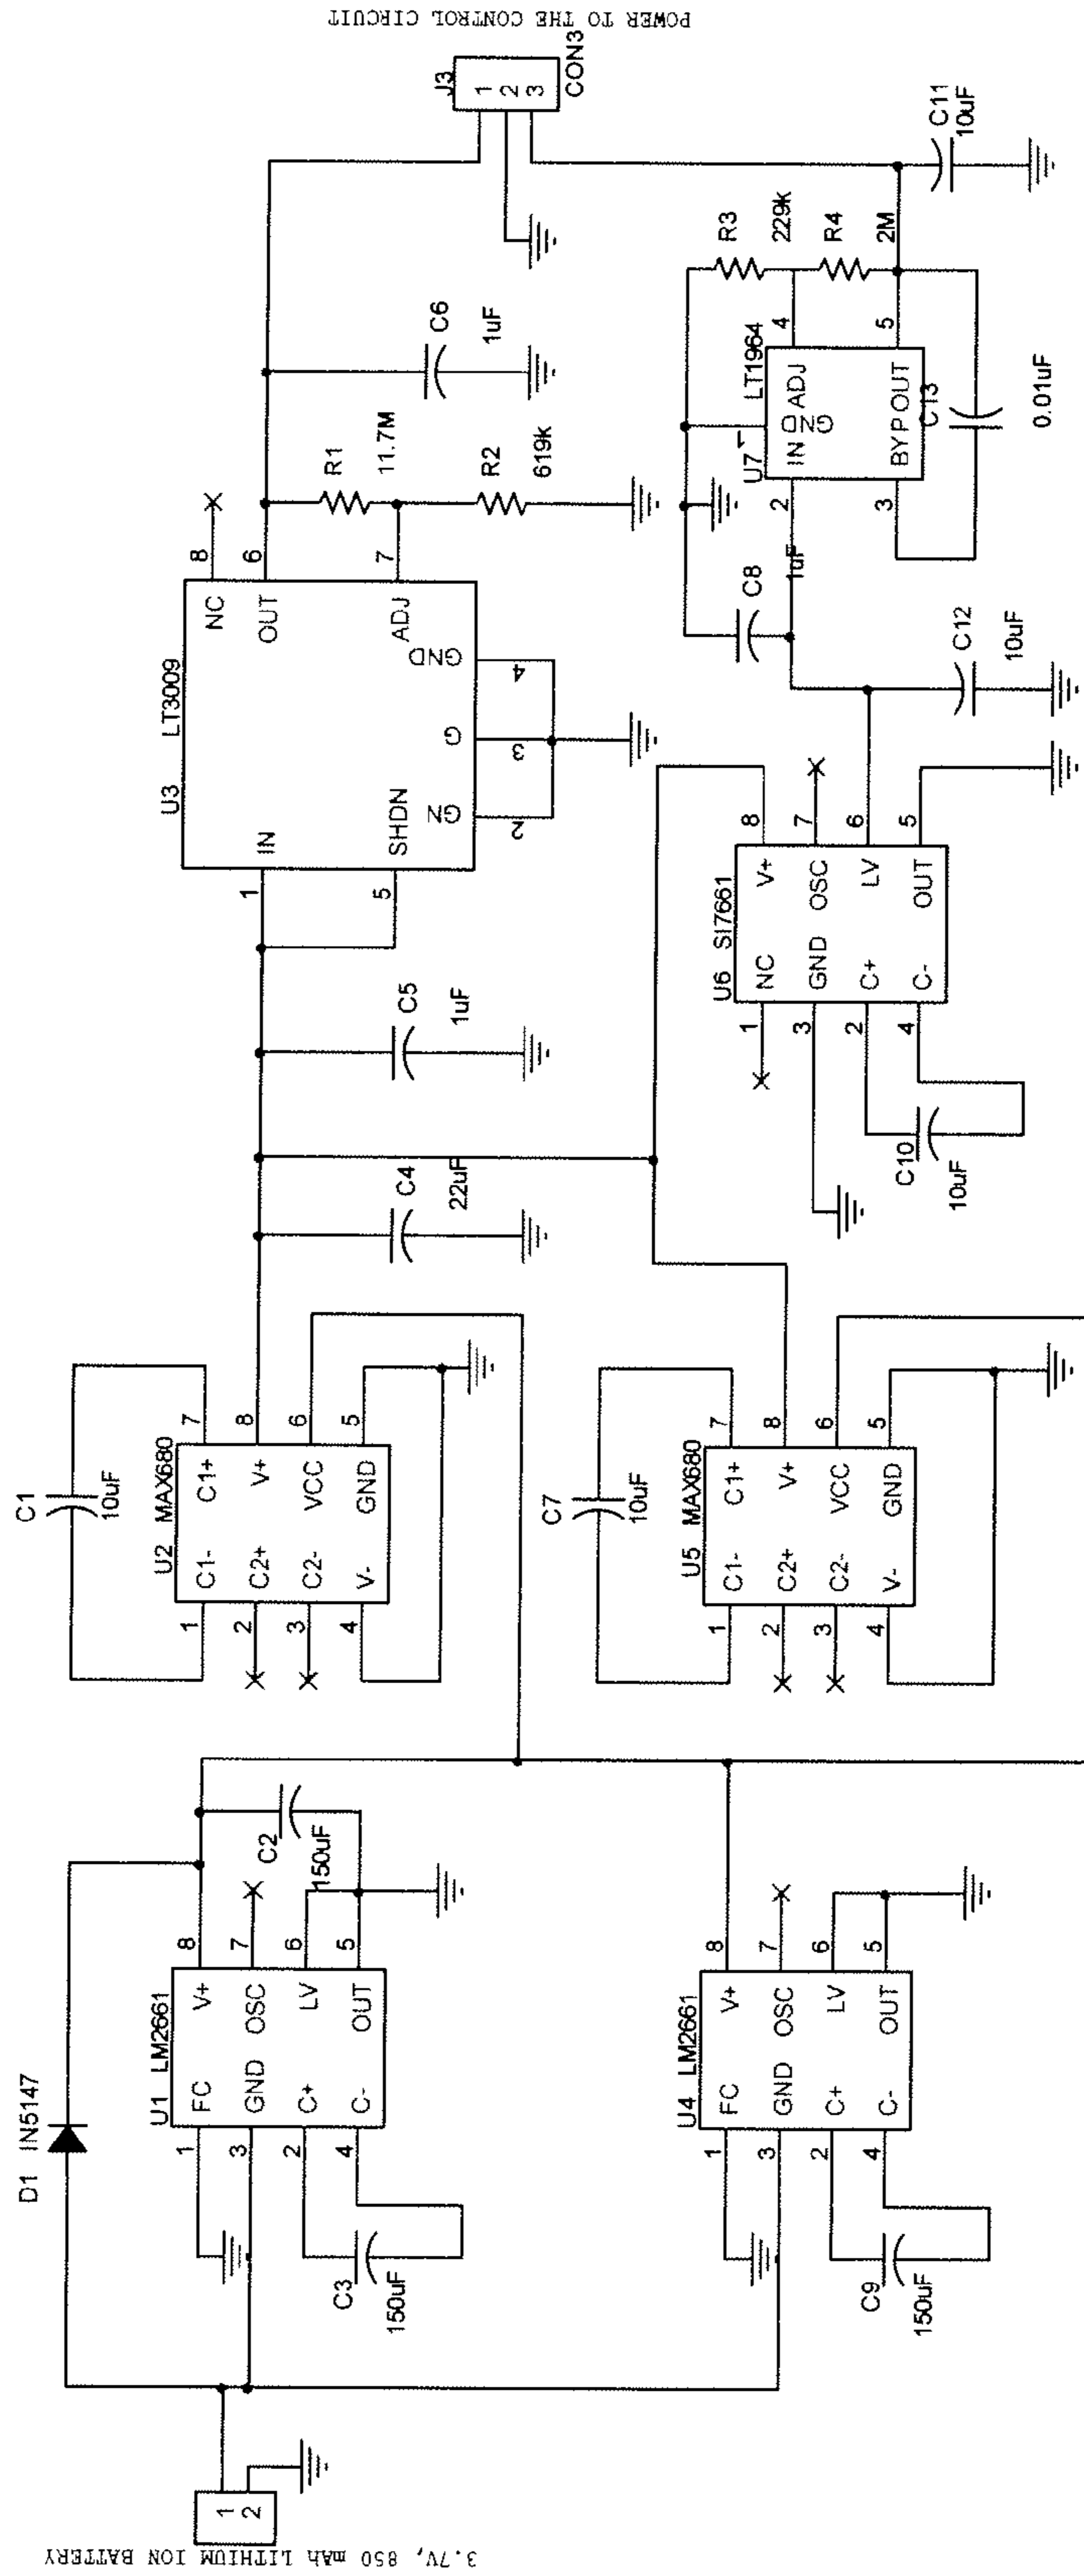 3.7V, 850 mAh LITHIUM ION BATTERY
1
2
D1 IN5147
U1 LM2661
1
FC
V+
8
3
GND
OSC
7
2
C+
LV
6
4
C-
OUT
5
C3
150uF
C2
150uF
U4 LM2661
1
FC
V+
8
3
GND
OSC
7
2
C+
LV
6
4
C-
OUT
5
C9
150uF
C1
10uF
U2 MAX680
1
C1-
C1+
7
2
C2+
V+
8
3
C2-
VCC
6
4
V-
GND
5
C7
10uF
U5 MAX680
1
C1-
C1+
7
2
C2+
V+
8
3
C2-
VCC
6
4
V-
GND
5
C4
22uF
C5
1uF
U3 LT3009
1
IN
NC
8
OUT
6
5
SHDN
ADJ
7
GN
2
G
3
GND
4
R1
11.7M
R2
619k
C6
1uF
J3
1
2
3
CON3
POWER TO THE CONTROL CIRCUIT
U6 SI7661
1
NC
V+
8
3
GND
OSC
7
2
C+
LV
6
4
C-
OUT
5
C10
10uF
C12
10uF
C8
1uF
U7 LT1964
1
GND
2
IN
ADJ
4
3
BYP
OUT
5
C13
0.01uF
R3
229k
R4
2M
C11
10uF